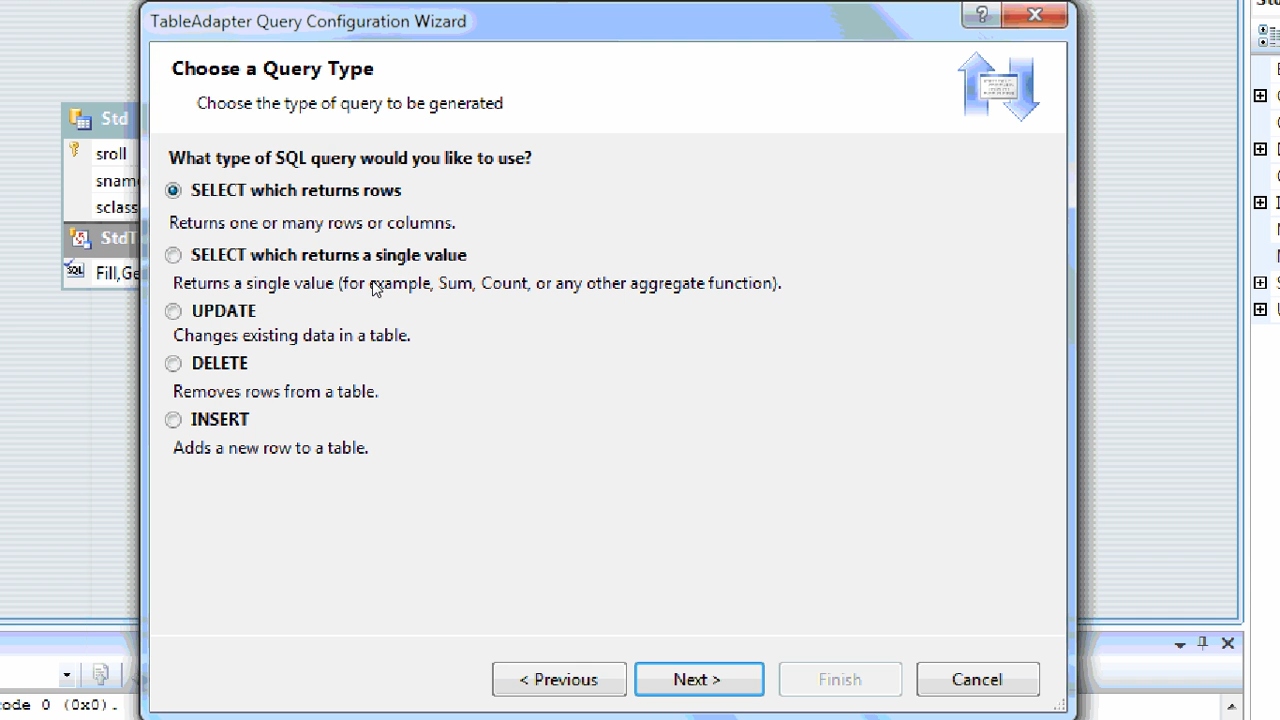 TableAdapter Query Configuration Wizard
?
Choose a Query Type
Choose the type of query to be generated
What type of SQL query would you like to use?
SELECT which returns rows
Returns one or many rows or columns.
SELECT which returns a single value
Returns a single value (for example, Sum, Count, or any other aggregate function).
UPDATE
Changes existing data in a table.
DELETE
Removes rows from a table.
INSERT
Adds a new row to a table.
< Previous
Next >
Finish
Cancel
Std
sroll
sname
sclass
StdT
SQL Fill,Ge
ode 0 (0x0).